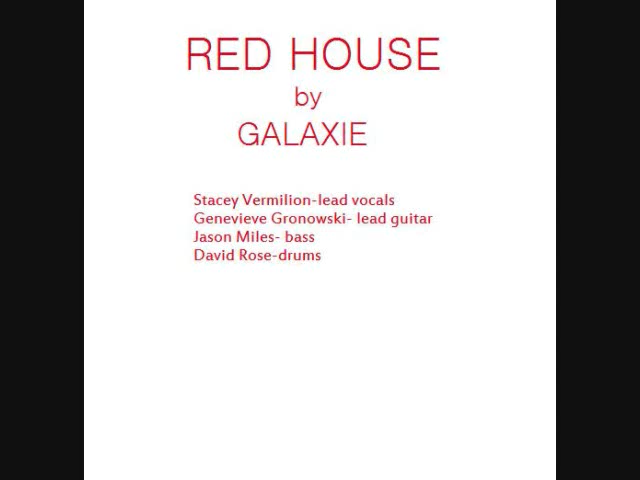 RED HOUSE
by
GALAXIE
Stacey Vermilion-lead vocals
Genevieve Gronowski- lead guitar
Jason Miles- bass
David Rose-drums